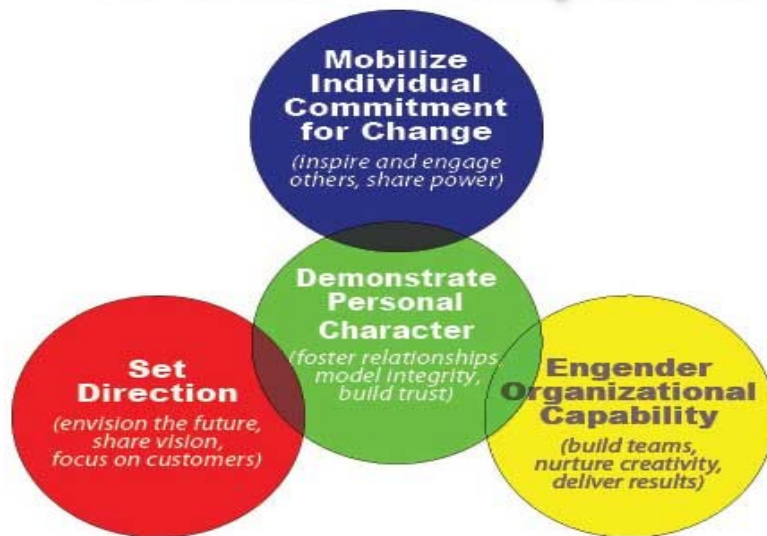 Mobilize
Individual
Commitment
for Change
(inspire and engage
others, share power)
Demonstrate
Personal
Character
(foster relationships,
model integrity,
build trust)
Set
Direction
(envision the future,
share vision,
focus on customers)
Engender
Organizational
Capability
(build teams,
nurture creativity,
deliver results)